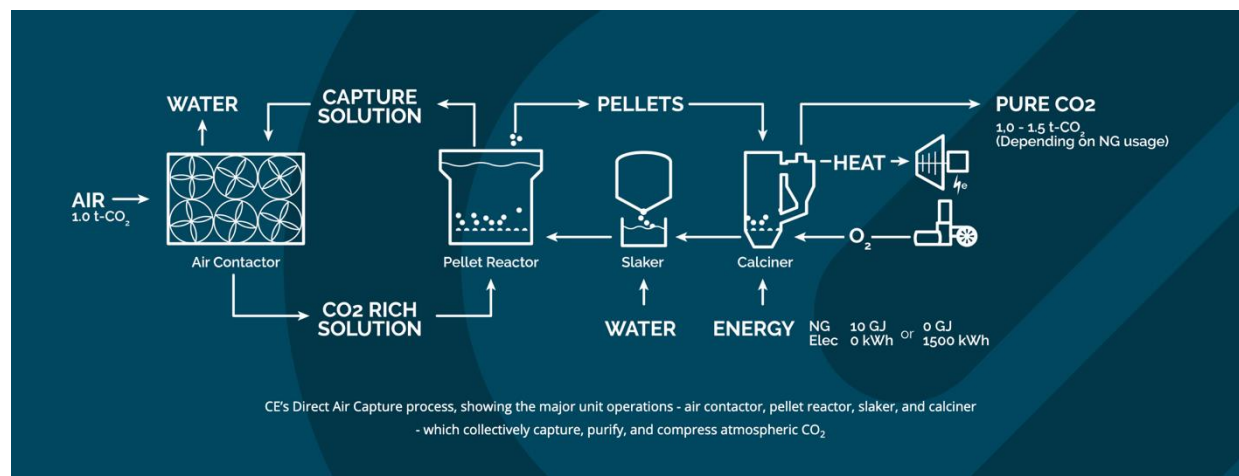 WATER
CAPTURE
SOLUTION
PELLETS
PURE CO2
1,0 - 1.5 t-CO₂
(Depending on NG usage)
HEAT
e
AIR
1.0 t-CO₂
O₂
Air Contactor
Pellet Reactor
Slaker
Calciner
CO2 RICH
SOLUTION
WATER
ENERGY
NG 10 GJ or 0 GJ
Elec 0 kWh 1500 kWh
CE's Direct Air Capture process, showing the major unit operations - air contactor, pellet reactor, slaker, and calciner
- which collectively capture, purify, and compress atmospheric CO₂